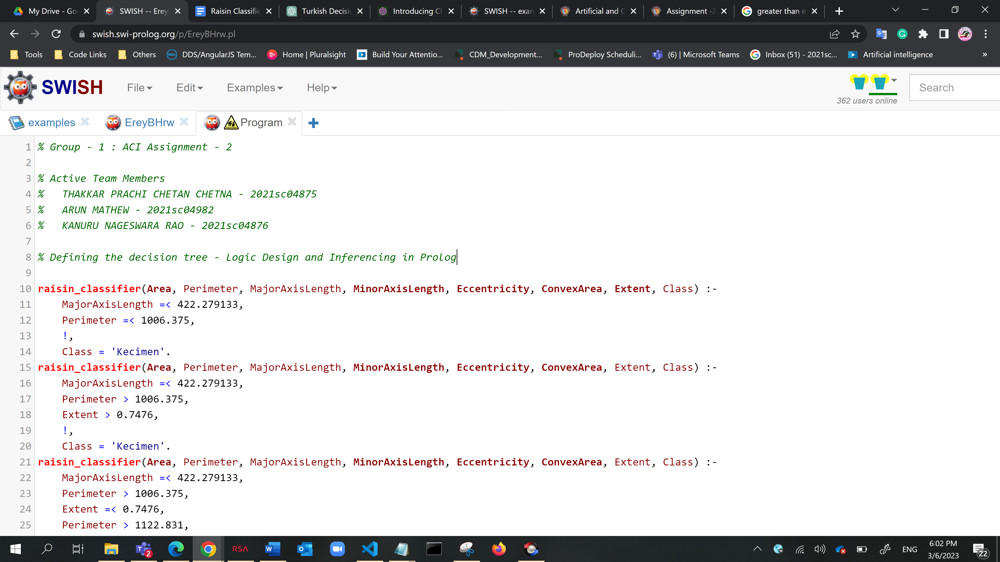 My Drive - Goo
SWISH -- Ereyl
Raisin Classifie
Turkish Decisic
Introducing Ch
SWISH -- exam
Artificial and C
Assignment -2
greater than e
swish.swi-prolog.org/p/EreyBHrw.pl
Tools
Code Links
Others
DDS/AngularJS Tem...
Home | Pluralsight
Build Your Attentio...
CDM_Development...
ProDeploy Scheduli...
(6) | Microsoft Teams
Inbox (51) - 2021sc...
Artificial intelligence
»
SWISH
File
Edit
Examples
Help
362 users online
Search
examples
EreyBHrw
Program
1 % Group - 1 : ACI Assignment - 2
2
3 % Active Team Members
4 %   THAKKAR PRACHI CHETAN CHETNA - 2021sc04875
5 %   ARUN MATHEW - 2021sc04982
6 %   KANURU NAGESWARA RAO - 2021sc04876
7
8 % Defining the decision tree - Logic Design and Inferencing in Prolog
9
10 raisin_classifier(Area, Perimeter, MajorAxisLength, MinorAxisLength, Eccentricity, ConvexArea, Extent, Class) :-
11     MajorAxisLength =< 422.279133,
12     Perimeter =< 1006.375,
13     !,
14     Class = 'Kecimen'.
15 raisin_classifier(Area, Perimeter, MajorAxisLength, MinorAxisLength, Eccentricity, ConvexArea, Extent, Class) :-
16     MajorAxisLength =< 422.279133,
17     Perimeter > 1006.375,
18     Extent > 0.7476,
19     !,
20     Class = 'Kecimen'.
21 raisin_classifier(Area, Perimeter, MajorAxisLength, MinorAxisLength, Eccentricity, ConvexArea, Extent, Class) :-
22     MajorAxisLength =< 422.279133,
23     Perimeter > 1006.375,
24     Extent =< 0.7476,
25     Perimeter > 1122.831,
2
RSA
ENG
6:02 PM
3/6/2023
22